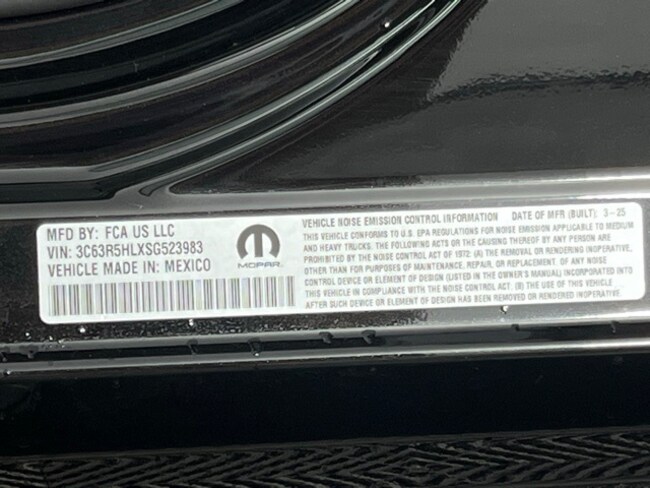 MFD BY: FCA US LLC
VIN: 3C63R5HLXSG523983
VEHICLE MADE IN: MEXICO
MOPAR
VEHICLE NOISE EMISSION CONTROL INFORMATION DATE OF MFR (BUILT): 3-25
THIS VEHICLE CONFORMS TO U.S. EPA REGULATIONS FOR NOISE EMISSION APPLICABLE TO MEDIUM
AND HEAVY TRUCKS. THE FOLLOWING ACTS OR THE CAUSING THEREOF BY ANY PERSON ARE
PROHIBITED BY THE NOISE CONTROL ACT OF 1972: (A) THE REMOVAL OR RENDERING INOPERATIVE
OTHER THAN FOR PURPOSES OF MAINTENANCE, REPAIR, OR REPLACEMENT, OF ANY NOISE
CONTROL DEVICE OR ELEMENT OF DESIGN (LISTED IN THE OWNER'S MANUAL) INCORPORATED INTO
THIS VEHICLE IN COMPLIANCE WITH THE NOISE CONTROL ACT. (B) THE USE OF THIS VEHICLE
AFTER SUCH DEVICE OR ELEMENT OF DESIGN HAS BEEN REMOVED OR RENDERED INOPERATIVE.